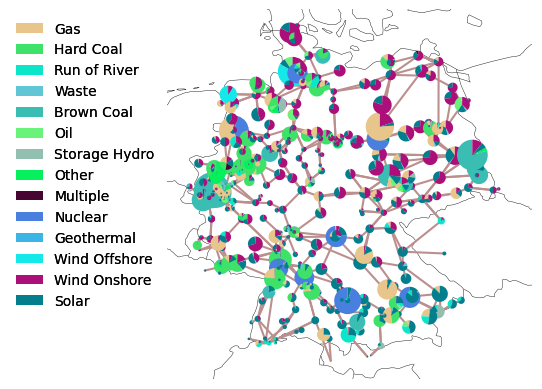 Gas
Hard Coal
Run of River
Waste
Brown Coal
Oil
Storage Hydro
Other
Multiple
Nuclear
Geothermal
Wind Offshore
Wind Onshore
Solar